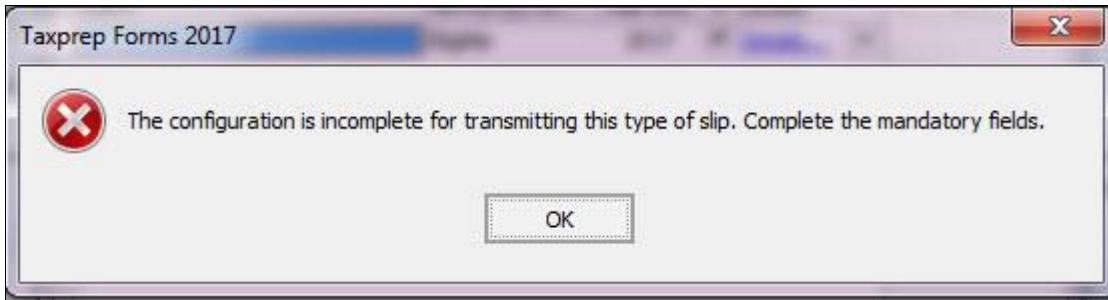 Taxprep Forms 2017
The configuration is incomplete for transmitting this type of slip. Complete the mandatory fields.
OK